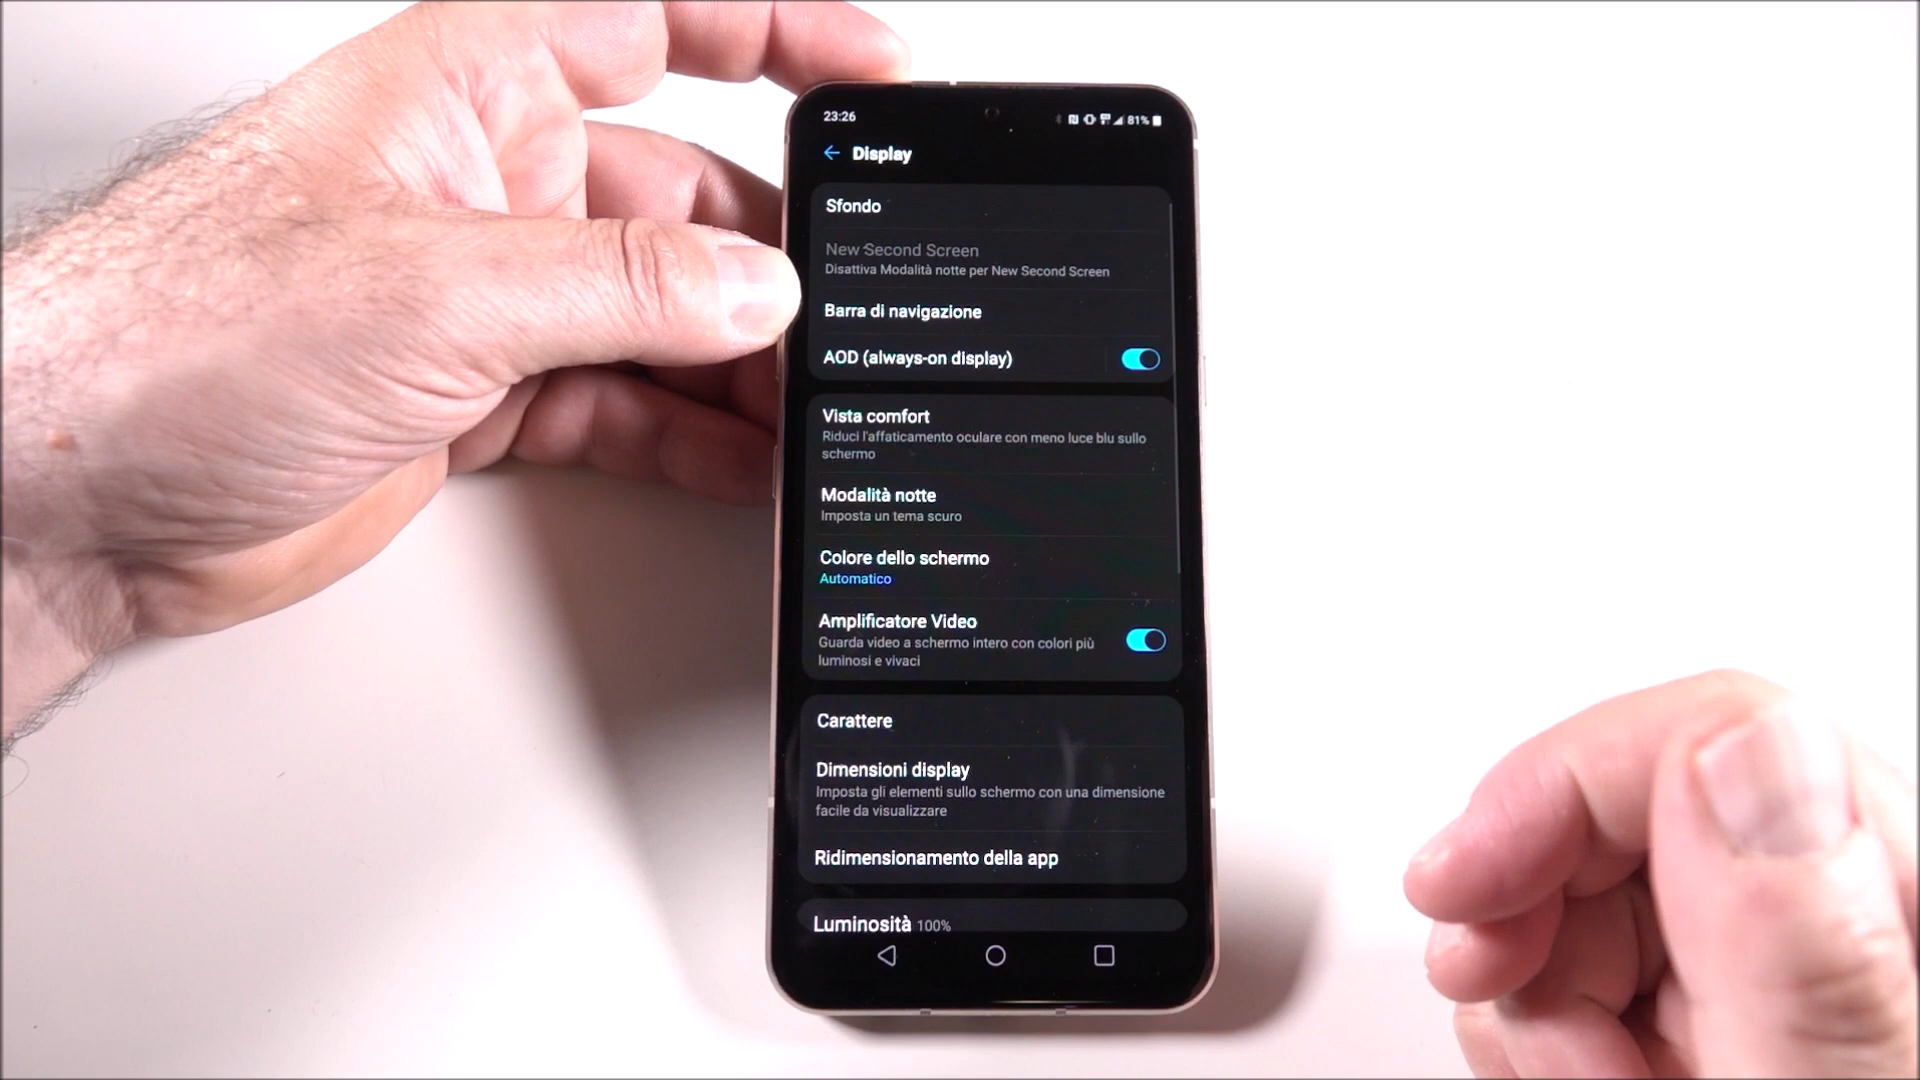 23:26
81%
Display
Sfondo
New Second Screen
Disattiva Modalità notte per New Second Screen
Barra di navigazione
AOD (always-on display)
Vista comfort
Riduci l'affaticamento oculare con meno luce blu sullo
schermo
Modalità notte
Imposta un tema scuro
Colore dello schermo
Automatico
Amplificatore Video
Guarda video a schermo intero con colori più
luminosi e vivaci
Carattere
Dimensioni display
Imposta gli elementi sullo schermo con una dimensione
facile da visualizzare
Ridimensionamento della app
Luminosità 100%